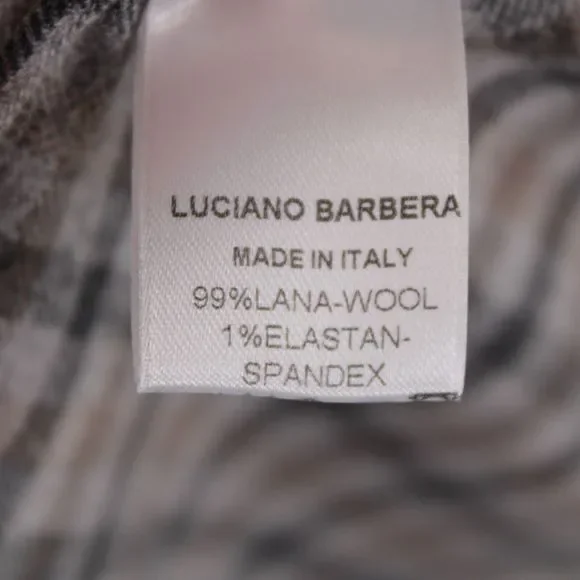 LUCIANO BARBERA
MADE IN ITALY
99%LANA-WOOL
1%ELASTAN-
SPANDEX